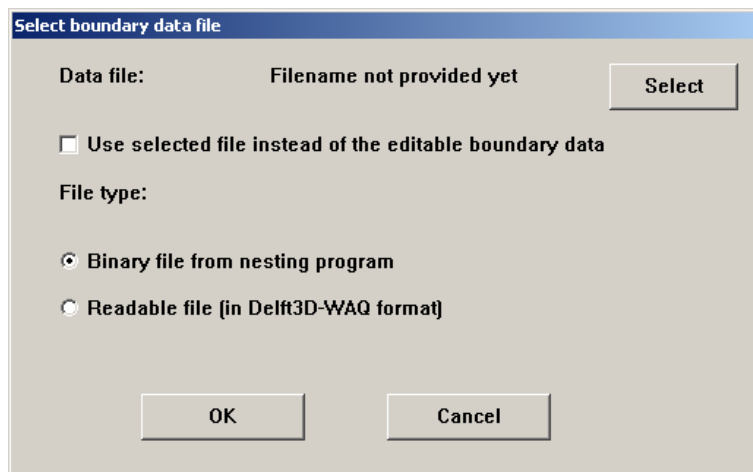 Select boundary data file
Data file: Filename not provided yet Select
Use selected file instead of the editable boundary data
File type:
Binary file from nesting program
Readable file (in Delft3D-WAQ format)
OK Cancel